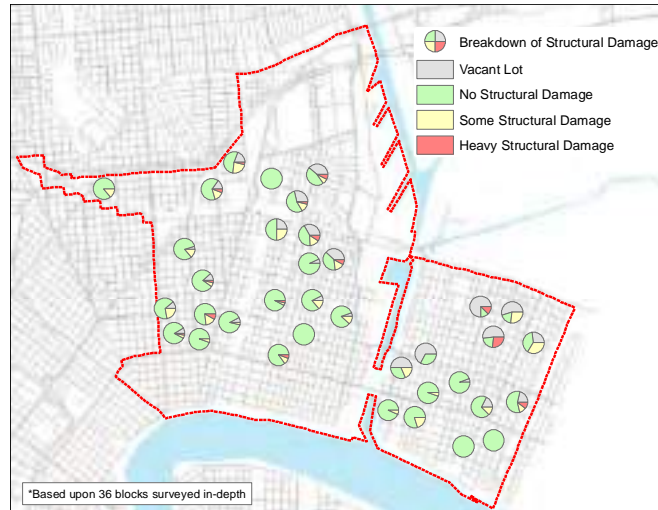 Breakdown of Structural Damage
Vacant Lot
No Structural Damage
Some Structural Damage
Heavy Structural Damage
*Based upon 36 blocks surveyed in-depth